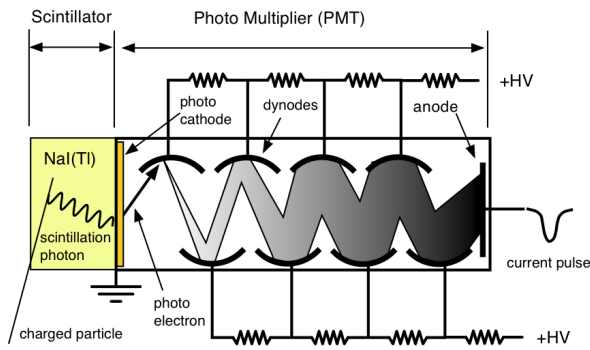 Scintillator
Photo Multiplier (PMT)
+HV
photo
cathode
dynodes
anode
NaI(Tl)
scintillation
photon
current pulse
photo
electron
charged particle
+HV